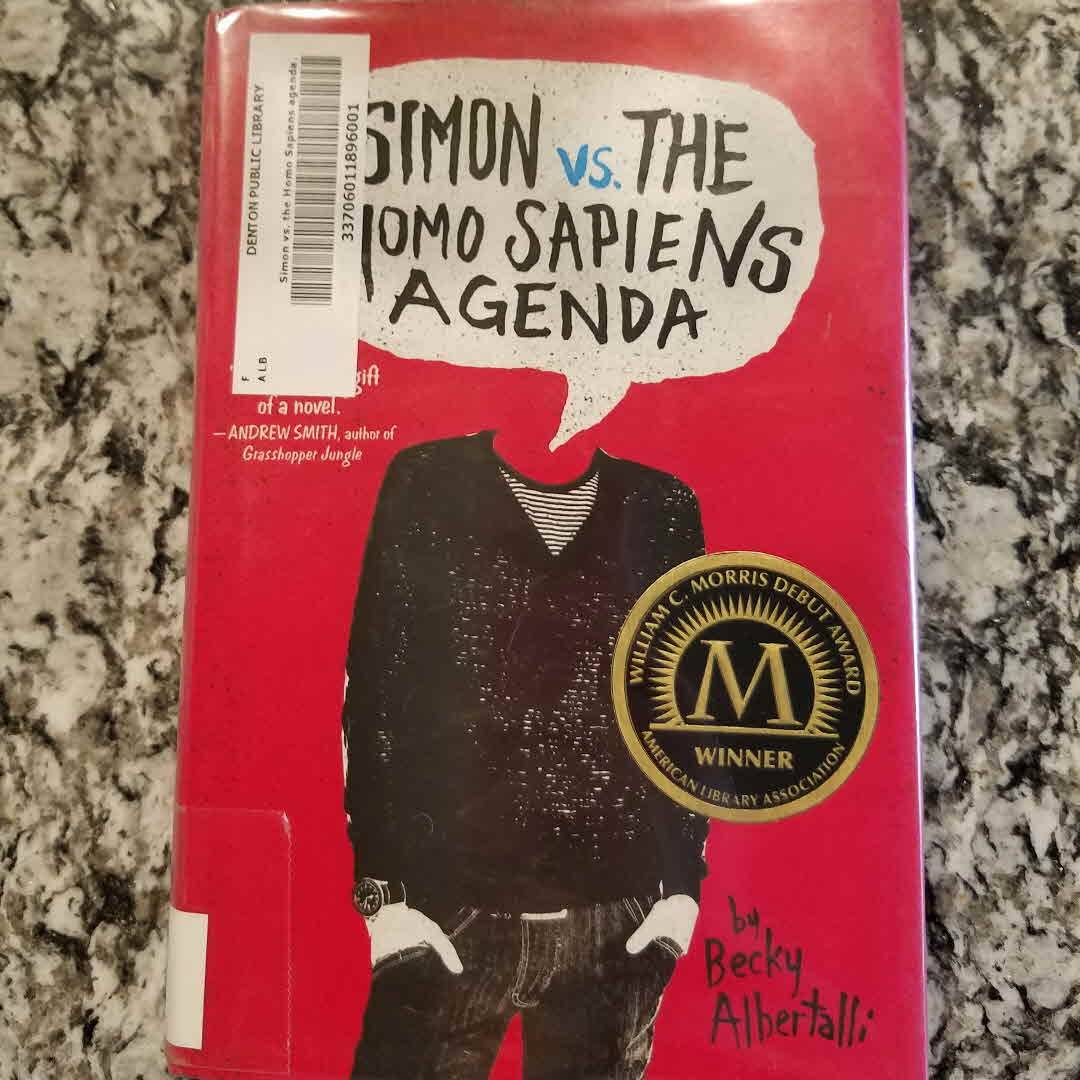 DENTON PUBLIC LIBRARY
Simon vs. the Homo Sapiens agenda,
33706011896001
F
ALB
SIMON vs. THE
HOMO SAPIENS
AGENDA
gift
of a novel.
—ANDREW SMITH, author of
Grasshopper Jungle
WILLIAM C. MORRIS DEBUT AWARD
M
WINNER
AMERICAN LIBRARY ASSOCIATION
by
Becky
Albertalli